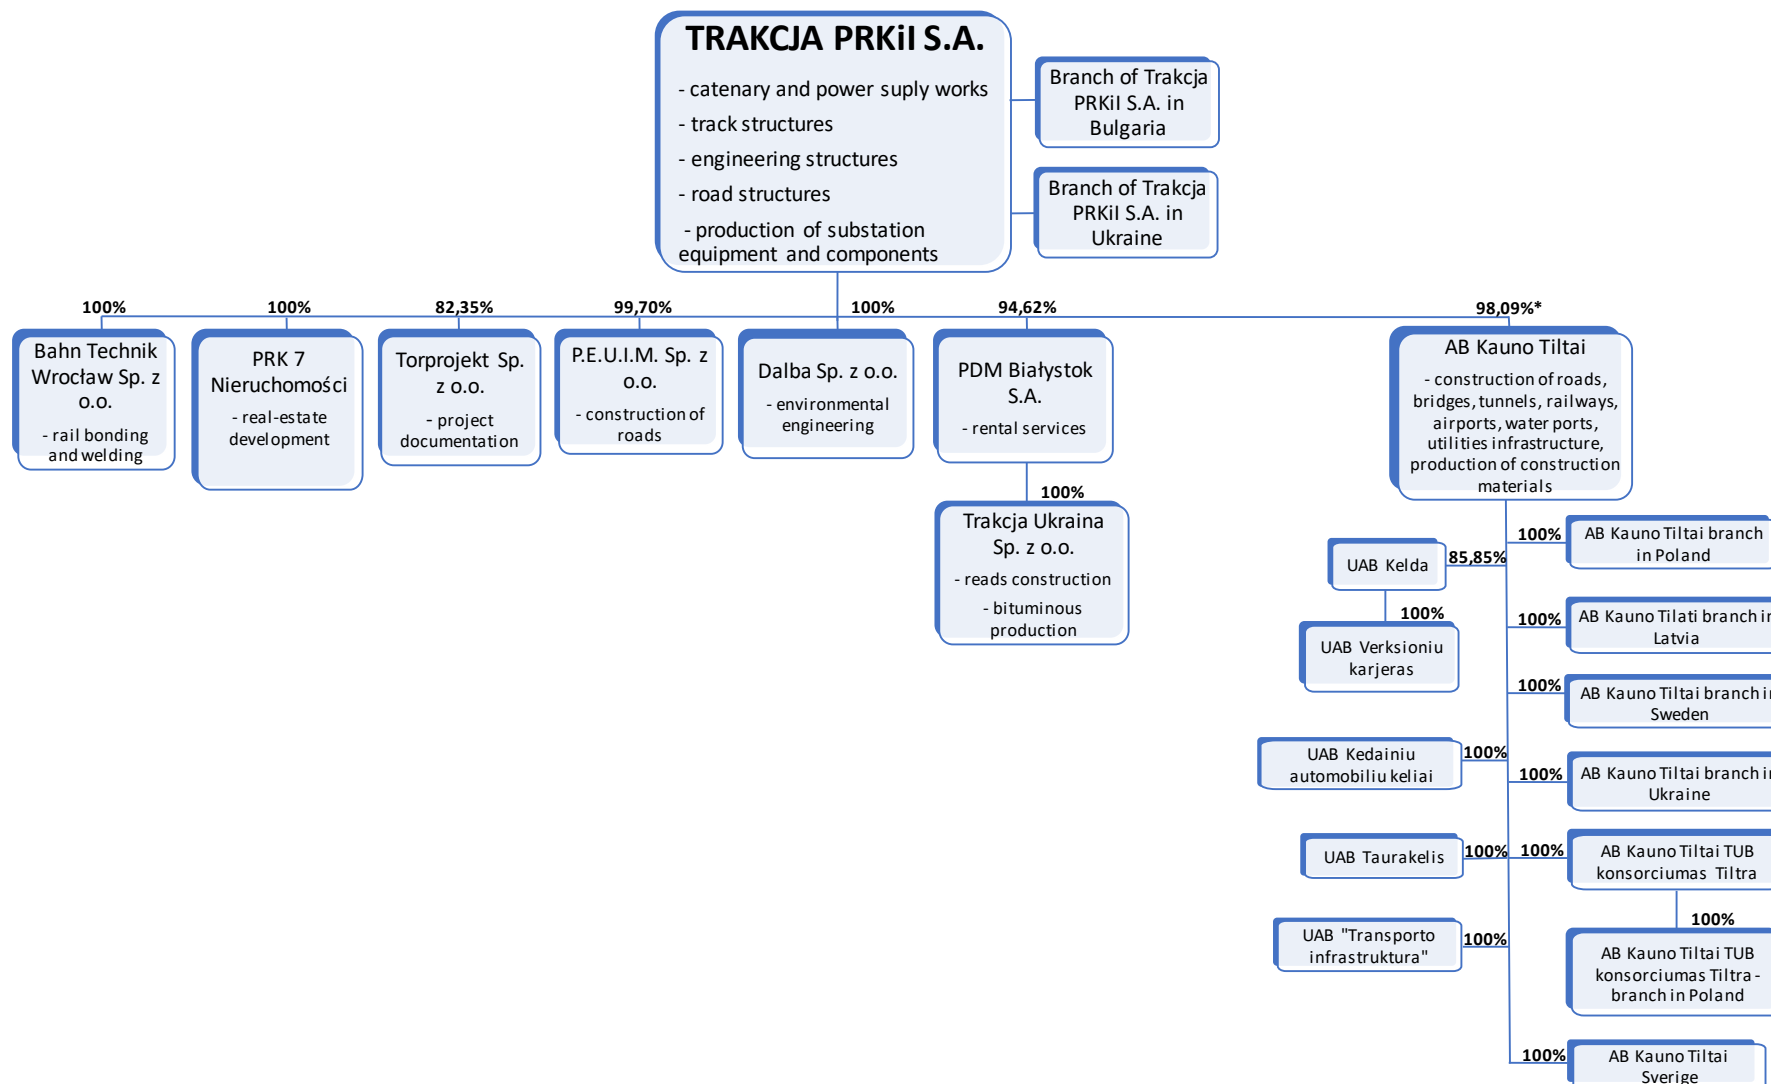 TRAKCJA PRKiI S.A.
- catenary and power suply works
- track structures
- engineering structures
- road structures
- production of substation
equipment and components
Branch of Trakcja
PRKiI S.A. in
Bulgaria
Branch of Trakcja
PRKiI S.A. in
Ukraine
100%
100%
82,35%
99,70%
100%
94,62%
98,09%*
Bahn Technik
Wrocław Sp. z
o.o.
- rail bonding
and welding
PRK 7
Nieruchomości
- real-estate
development
Torprojekt Sp.
z o.o.
- project
documentation
P.E.U.I.M. Sp. z
o.o.
- construction of
roads
Dalba Sp. z o.o.
- environmental
engineering
PDM Białystok
S.A.
- rental services
100%
Trakcja Ukraina
Sp. z o.o.
- reads construction
- bituminous
production
AB Kauno Tiltai
- construction of roads,
bridges, tunnels, railways,
airports, water ports,
utilities infrastructure,
production of construction
materials
UAB Kelda
85,85%
100%
UAB Verksioniu
karjeras
UAB Kedainiu
automobiliu keliai
100%
UAB Taurakelis
100%
UAB "Transporto
infrastruktura"
100%
100%
AB Kauno Tiltai branch
in Poland
100%
AB Kauno Tilati branch in
Latvia
100%
AB Kauno Tiltai branch in
Sweden
100%
AB Kauno Tiltai branch in
Ukraine
100%
AB Kauno Tiltai TUB
konsorciumas Tiltra
100%
AB Kauno Tiltai TUB
konsorciumas Tiltra -
branch in Poland
100%
AB Kauno Tiltai
Sverige